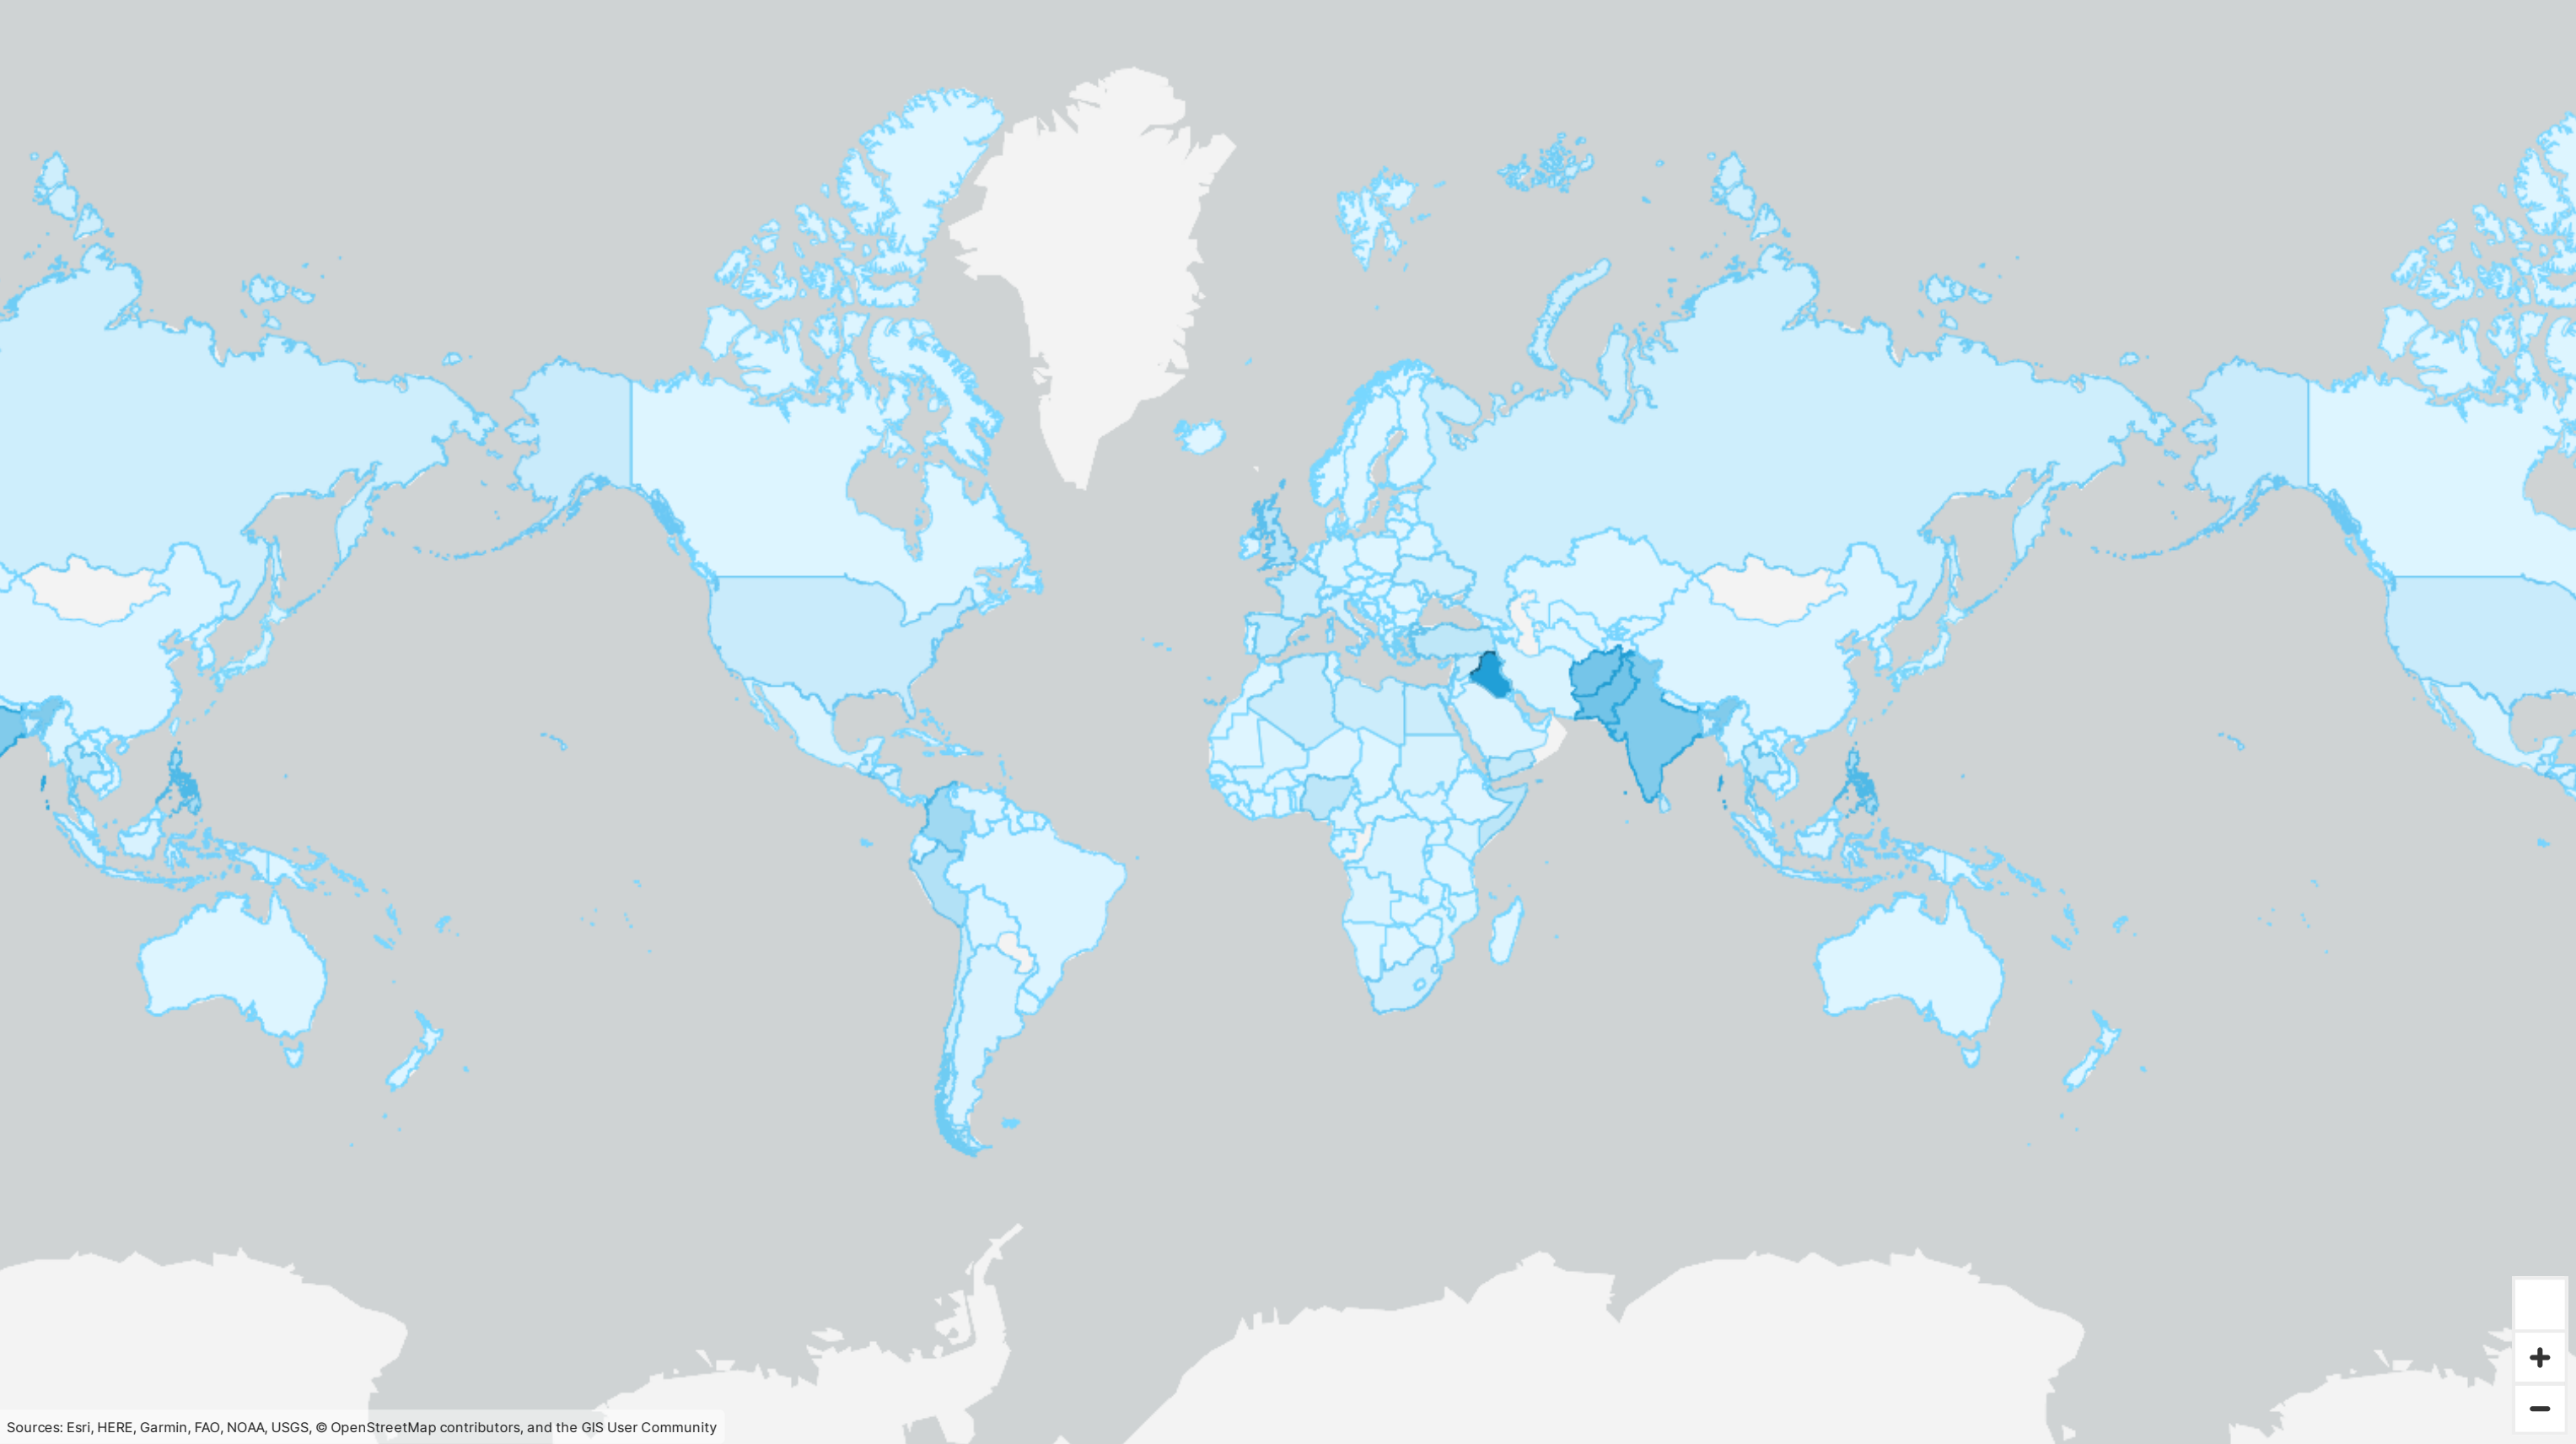 Sources: Esri, HERE, Garmin, FAO, NOAA, USGS, © OpenStreetMap contributors, and the GIS User Community